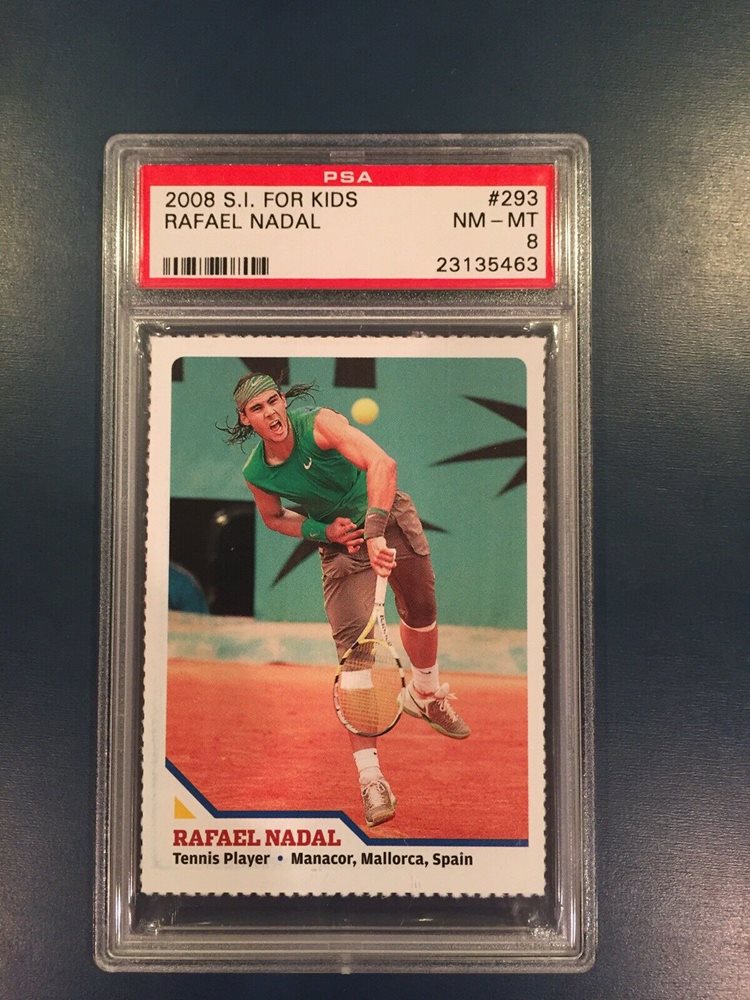 PSA
2008 S.I. FOR KIDS #293
RAFAEL NADAL NM-MT
8
23135463
RAFAEL NADAL
Tennis Player • Manacor, Mallorca, Spain